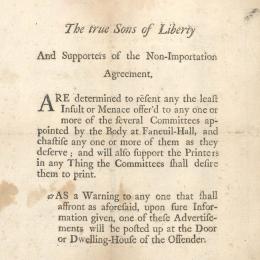 The true Sons of Liberty
And Supporters of the Non-Importation
Agreement,
ARE determined to resent any the least
Insult or Menace offer'd to any one or
more of the several Committees ap-
pointed by the Body at Faneuil-Hall, and
chastise any one or more of them as they
deserve; and will also support the Printers
in any Thing the Committees shall desire
them to print.
☞AS a Warning to any one that shall
affront as aforesaid, upon sure Infor-
mation given, one of these Advertise-
ments will be posted up at the Door
or Dwelling-House of the Offender.